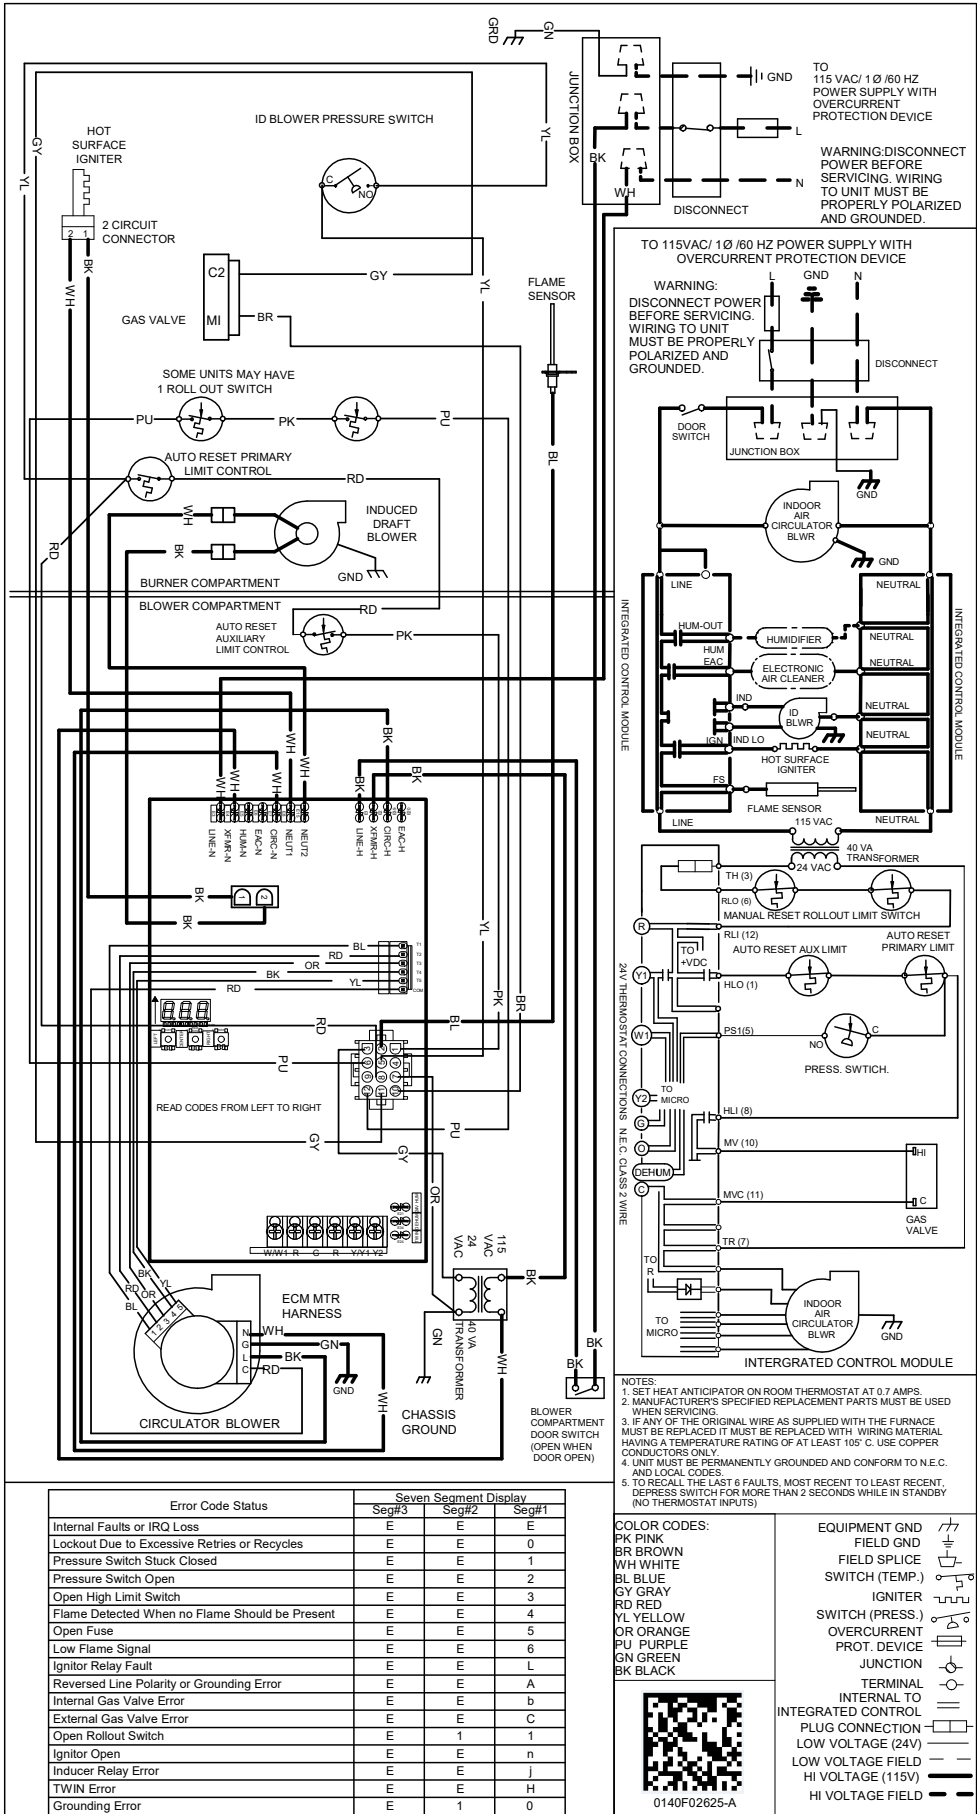 GRD
GN
JUNCTION BOX
GND
L
N
BK
WH
DISCONNECT
TO
115 VAC/ 1Ø /60 HZ
POWER SUPPLY WITH
OVERCURRENT
PROTECTION DEVICE
WARNING:DISCONNECT
POWER BEFORE
SERVICING. WIRING
TO UNIT MUST BE
PROPERLY POLARIZED
AND GROUNDED.
GY
YL
HOT
SURFACE
IGNITER
2 1
2 CIRCUIT
CONNECTOR
BK
WH
ID BLOWER PRESSURE SWITCH
C
NO
YL
YL
C2
MI
GAS VALVE
GY
BR
FLAME
SENSOR
BL
SOME UNITS MAY HAVE
1 ROLL OUT SWITCH
PU
PK
PU
AUTO RESET PRIMARY
LIMIT CONTROL
RD
RD
WH
BK
INDUCED
DRAFT
BLOWER
GND
BURNER COMPARTMENT
BLOWER COMPARTMENT
AUTO RESET
AUXILIARY
LIMIT CONTROL
RD
PK
WH
WH
WH
WH
WH
BK
BK
BK
LINE-N
XFMR-N
HUM-N
EAC-N
CIRC-N
NEUT1
NEUT2
LINE-H
XFMR-H
CIRC-H
EAC-H
BK
BK
1 2
BL
RD
OR
BK
YL
RD
T1
T2
T3
T4
T5
COM
YL
PK
BR
BL
RD
PU
3 2 1
6 5 4
9 8 7
12 11 10
READ CODES FROM LEFT TO RIGHT
GY
GY
PU
OR
W/W1 R C R Y/Y1 Y2
24
VAC
115
VAC
BK
40 VA
TRANSFORMER
GN
WH
CHASSIS
GROUND
BK
YL
RD
OR
BL
1 2 3 4 5
ECM MTR
HARNESS
N
G
L
C
WH
GN
BK
RD
GND
WH
CIRCULATOR BLOWER
BK
BK
BLOWER
COMPARTMENT
DOOR SWITCH
(OPEN WHEN
DOOR OPEN)
TO 115VAC/ 1Ø /60 HZ POWER SUPPLY WITH
OVERCURRENT PROTECTION DEVICE
WARNING:
DISCONNECT POWER
BEFORE SERVICING.
WIRING TO UNIT
MUST BE PROPERLY
POLARIZED AND
GROUNDED.
L
GND
N
DISCONNECT
DOOR
SWITCH
JUNCTION BOX
GND
INDOOR
AIR
CIRCULATOR
BLWR
GND
INTEGRATED CONTROL MODULE
INTEGRATED CONTROL MODULE
LINE
NEUTRAL
HUM-OUT
HUMIDIFIER
NEUTRAL
HUM
EAC
ELECTRONIC
AIR CLEANER
NEUTRAL
IND
ID
BLWR
NEUTRAL
IGN
IND LO
NEUTRAL
HOT SURFACE
IGNITER
FS
FLAME SENSOR
LINE
115 VAC
NEUTRAL
40 VA
TRANSFORMER
24 VAC
TH (3)
RLO (6)
MANUAL RESET ROLLOUT LIMIT SWITCH
RLI (12)
TO
+VDC
AUTO RESET AUX LIMIT
AUTO RESET
PRIMARY LIMIT
HLO (1)
PS1(5)
NO
C
PRESS. SWTICH.
24V THERMOSTAT CONNECTIONS N.E.C. CLASS 2 WIRE
R
Y1
W1
Y2
G
O
DEHUM
C
TO
MICRO
HLI (8)
MV (10)
MVC (11)
TR (7)
HI
C
GAS
VALVE
TO
R
TO
MICRO
INDOOR
AIR
CIRCULATOR
BLWR
GND
INTERGRATED CONTROL MODULE
NOTES:
1. SET HEAT ANTICIPATOR ON ROOM THERMOSTAT AT 0.7 AMPS.
2. MANUFACTURER'S SPECIFIED REPLACEMENT PARTS MUST BE USED
WHEN SERVICING.
3. IF ANY OF THE ORIGINAL WIRE AS SUPPLIED WITH THE FURNACE
MUST BE REPLACED IT MUST BE REPLACED WITH WIRING MATERIAL
HAVING A TEMPERATURE RATING OF AT LEAST 105° C. USE COPPER
CONDUCTORS ONLY.
4. UNIT MUST BE PERMANENTLY GROUNDED AND CONFORM TO N.E.C.
AND LOCAL CODES.
5. TO RECALL THE LAST 6 FAULTS, MOST RECENT TO LEAST RECENT,
DEPRESS SWITCH FOR MORE THAN 2 SECONDS WHILE IN STANDBY
(NO THERMOSTAT INPUTS)
Error Code Status
Seven Segment Display
Seg#3 Seg#2 Seg#1
Internal Faults or IRQ Loss E E E
Lockout Due to Excessive Retries or Recycles E E 0
Pressure Switch Stuck Closed E E 1
Pressure Switch Open E E 2
Open High Limit Switch E E 3
Flame Detected When no Flame Should be Present E E 4
Open Fuse E E 5
Low Flame Signal E E 6
Ignitor Relay Fault E E L
Reversed Line Polarity or Grounding Error E E A
Internal Gas Valve Error E E b
External Gas Valve Error E E C
Open Rollout Switch E 1 1
Ignitor Open E E n
Inducer Relay Error E E j
TWIN Error E E H
Grounding Error E 1 0
COLOR CODES:
PK PINK
BR BROWN
WH WHITE
BL BLUE
GY GRAY
RD RED
YL YELLOW
OR ORANGE
PU PURPLE
GN GREEN
BK BLACK
0140F02625-A
EQUIPMENT GND
FIELD GND
FIELD SPLICE
SWITCH (TEMP.)
IGNITER
SWITCH (PRESS.)
OVERCURRENT
PROT. DEVICE
JUNCTION
TERMINAL
INTERNAL TO
INTEGRATED CONTROL
PLUG CONNECTION
LOW VOLTAGE (24V)
LOW VOLTAGE FIELD
HI VOLTAGE (115V)
HI VOLTAGE FIELD